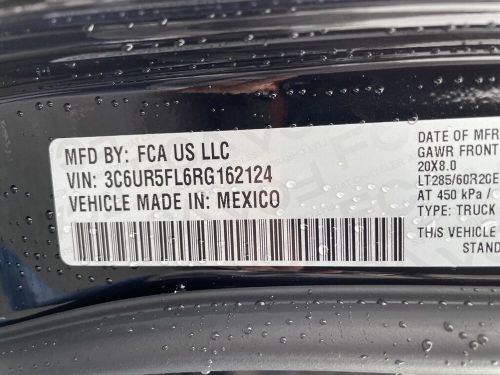 MFD BY: FCA US LLC
VIN: 3C6UR5FL6RG162124
VEHICLE MADE IN: MEXICO
DATE OF MFR
GAWR FRONT
20X8.0
LT285/60R20E
AT 450 kPa /
TYPE: TRUCK
THIS VEHICLE
STAND